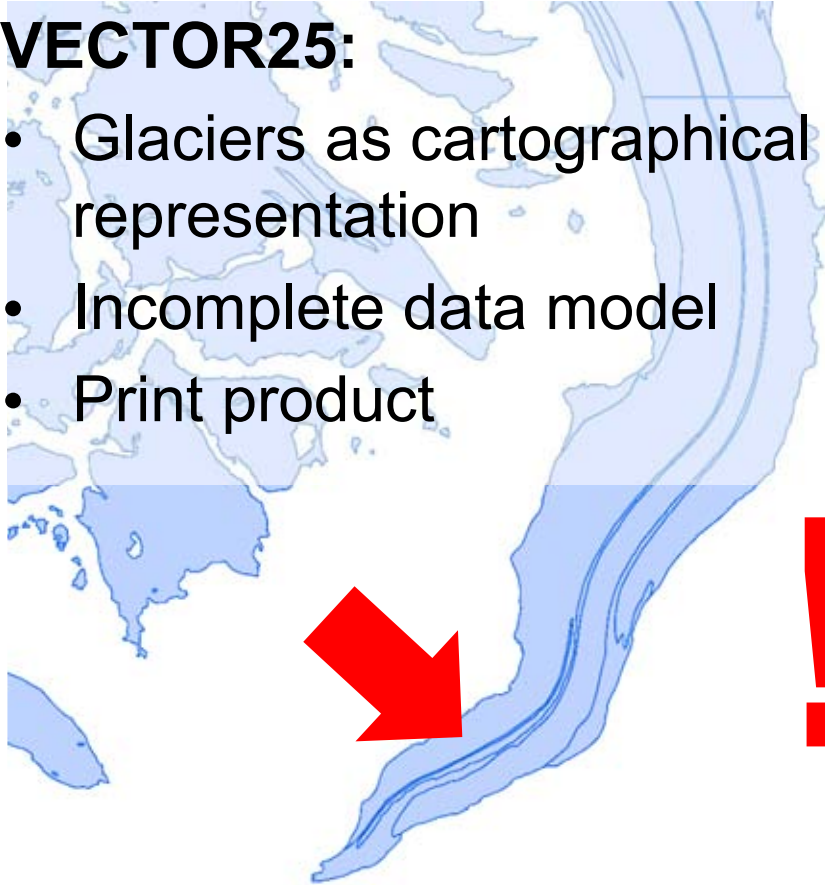 VECTOR25:
• Glaciers as cartographical
representation
• Incomplete data model
• Print product
!